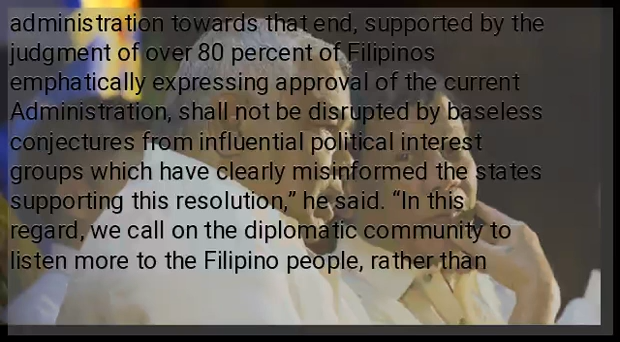 administration towards that end, supported by the
judgment of over 80 percent of Filipinos
emphatically expressing approval of the current
Administration, shall not be disrupted by baseless
conjectures from influential political interest
groups which have clearly misinformed the states
supporting this resolution,” he said. “In this
regard, we call on the diplomatic community to
listen more to the Filipino people, rather than